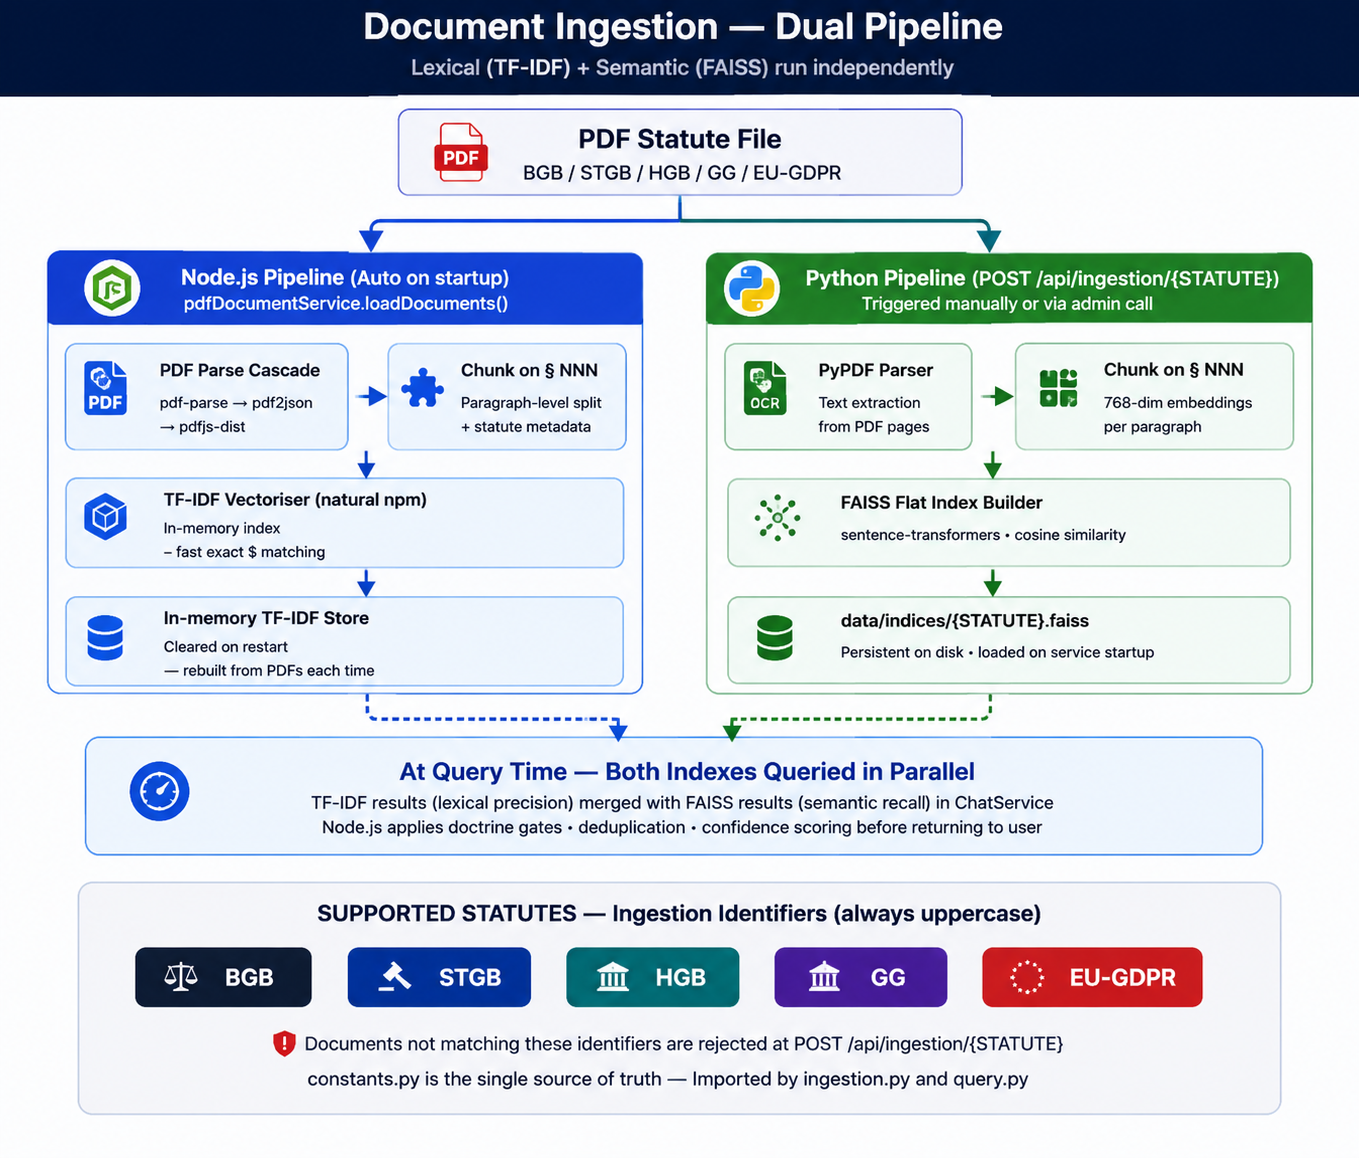 Document Ingestion — Dual Pipeline
Lexical (TF-IDF) + Semantic (FAISS) run independently
PDF
PDF Statute File
BGB / STGB / HGB / GG / EU-GDPR
Node.js Pipeline (Auto on startup)
pdfDocumentService.loadDocuments()
PDF
PDF Parse Cascade
pdf-parse → pdf2json
→ pdfjs-dist
Chunk on § NNN
Paragraph-level split
+ statute metadata
TF-IDF Vectoriser (natural npm)
In-memory index
– fast exact $ matching
In-memory TF-IDF Store
Cleared on restart
— rebuilt from PDFs each time
Python Pipeline (POST /api/ingestion/{STATUTE})
Triggered manually or via admin call
OCR
PyPDF Parser
Text extraction
from PDF pages
Chunk on § NNN
768-dim embeddings
per paragraph
FAISS Flat Index Builder
sentence-transformers • cosine similarity
data/indices/{STATUTE}.faiss
Persistent on disk • loaded on service startup
At Query Time — Both Indexes Queried in Parallel
TF-IDF results (lexical precision) merged with FAISS results (semantic recall) in ChatService
Node.js applies doctrine gates • deduplication • confidence scoring before returning to user
SUPPORTED STATUTES — Ingestion Identifiers (always uppercase)
BGB
STGB
HGB
GG
EU-GDPR
Documents not matching these identifiers are rejected at POST /api/ingestion/{STATUTE}
constants.py is the single source of truth — Imported by ingestion.py and query.py